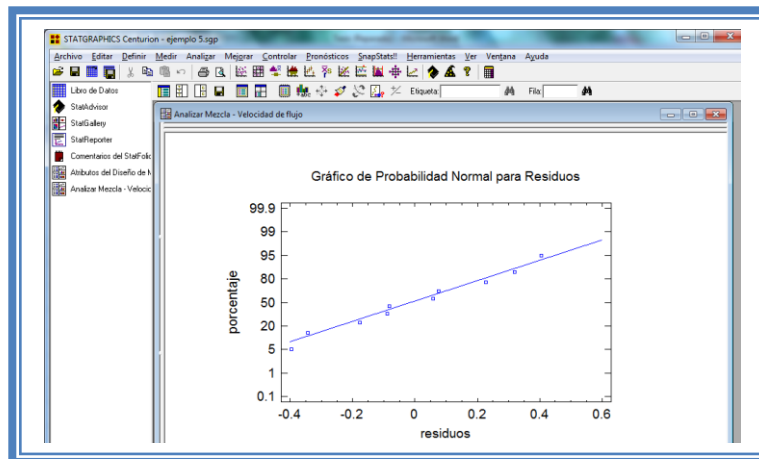 STATGRAPHICS Centurion - ejemplo 5.sgp
Archivo Editar Definir Medir Analizar Mejorar Controlar Pronósticos SnapStats!! Herramientas Ver Ventana Ayuda
Etiqueta: Fila:
Libro de Datos
StatAdvisor
StatGallery
StatReporter
Comentarios del StatFolio
Atributos del Diseño de M
Analizar Mezcla - Velocic
Analizar Mezcla - Velocidad de flujo
Gráfico de Probabilidad Normal para Residuos
99.9
99
95
80
50
20
5
1
0.1
porcentaje
-0.4 -0.2 0 0.2 0.4 0.6
residuos